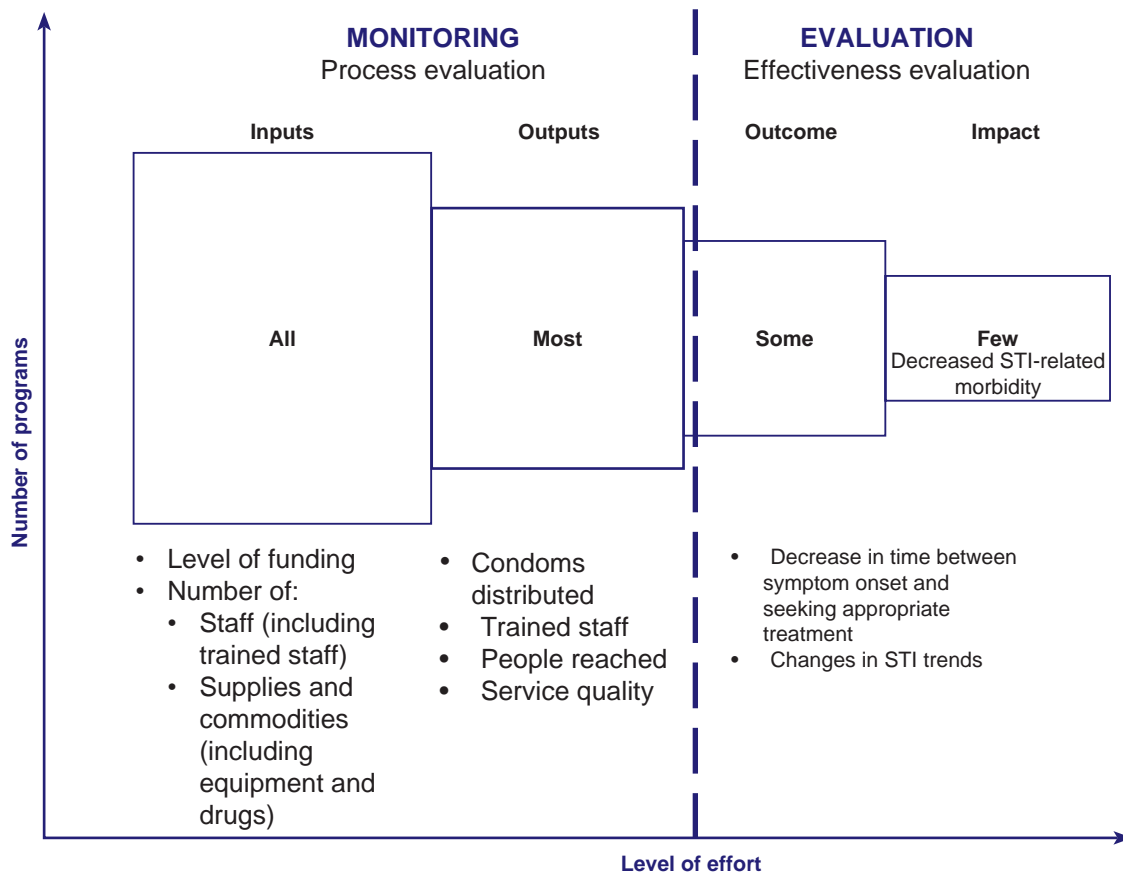 MONITORING
Process evaluation
EVALUATION
Effectiveness evaluation
Inputs
Outputs
Outcome
Impact
All
Most
Some
Few
Decreased STI-related
morbidity
Number of programs
• Level of funding
• Number of:
• Staff (including
trained staff)
• Supplies and
commodities
(including
equipment and
drugs)
• Condoms
distributed
• Trained staff
• People reached
• Service quality
• Decrease in time between
symptom onset and
seeking appropriate
treatment
• Changes in STI trends
Level of effort